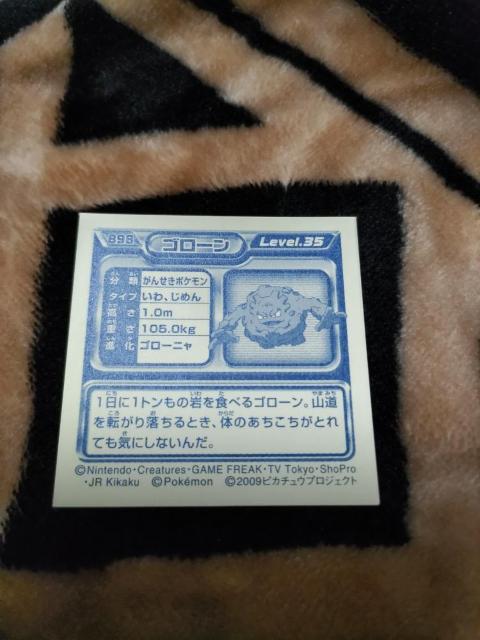 898 ゴローン Level.35
分類 がんせきポケモン
タイプ いわ、じめん
高さ 1.0m
重さ 105.0kg
進化 ゴローニャ
1日に1トンもの岩を食べるゴローン。山道
を転がり落ちるとき、体のあちこちがとれ
ても気にしないんだ。
©Nintendo・Creatures・GAME FREAK・TV Tokyo・ShoPro
・JR Kikaku ©Pokémon ©2009ピカチュウプロジェクト